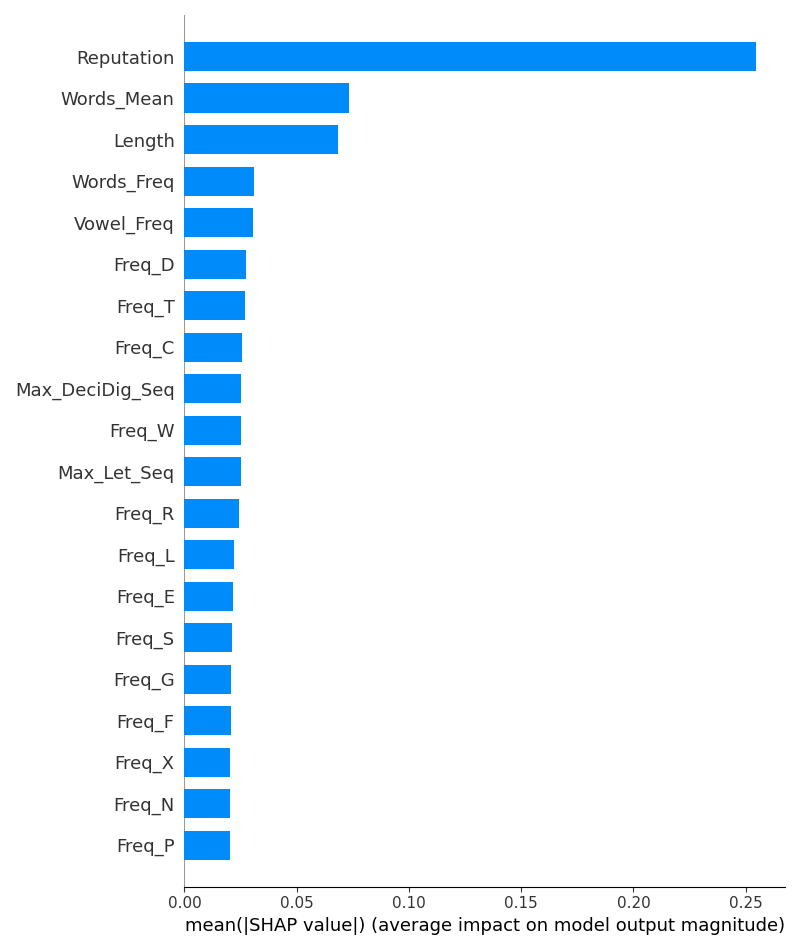 Reputation
Words_Mean
Length
Words_Freq
Vowel_Freq
Freq_D
Freq_T
Freq_C
Max_DeciDig_Seq
Freq_W
Max_Let_Seq
Freq_R
Freq_L
Freq_E
Freq_S
Freq_G
Freq_F
Freq_X
Freq_N
Freq_P
0.00 0.05 0.10 0.15 0.20 0.25
mean(|SHAP value|) (average impact on model output magnitude)